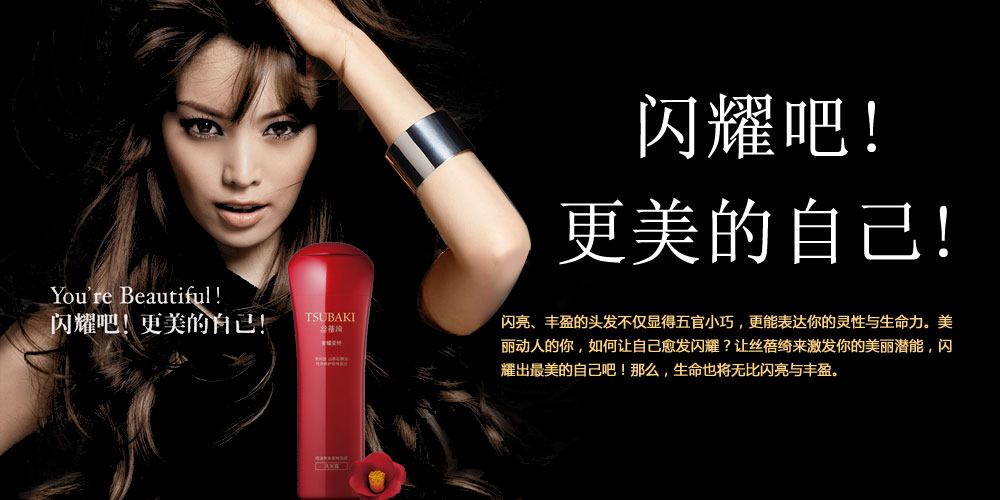 闪耀吧！
更美的自己！
You're Beautiful!
闪耀吧！更美的自己！
TSUBAKI
丝蓓绮
闪亮、丰盈的头发不仅显得五官小巧，更能表达你的灵性与生命力。美
丽动人的你，如何让自己愈发闪耀？让丝蓓绮来激发你的美丽潜能，闪
耀出最美的自己吧！那么，生命也将无比闪亮与丰盈。